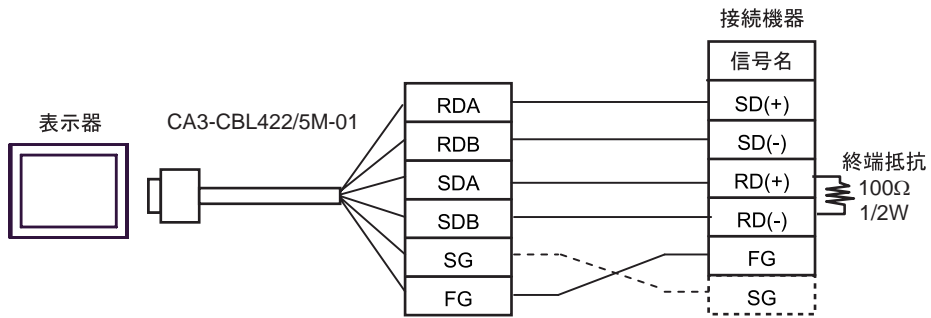 接続機器
信号名
表示器
CA3-CBL422/5M-01
RDA
RDB
SDA
SDB
SG
FG
SD(+)
SD(-)
RD(+)
RD(-)
FG
SG
終端抵抗
100Ω
1/2W